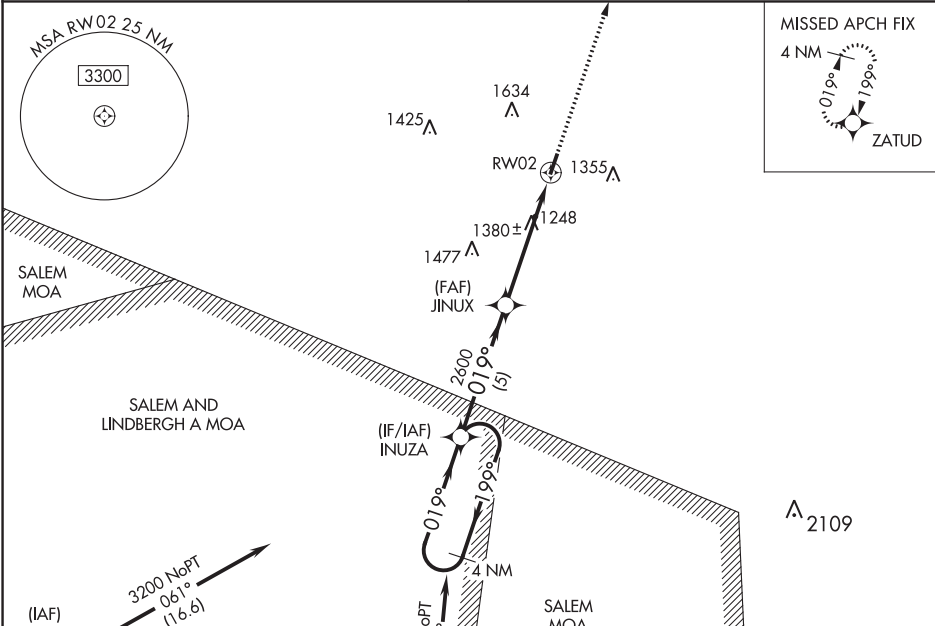 MSA RW02 25 NM
3300
MISSED APCH FIX
4 NM
019°
199°
ZATUD
1634
1425
RW02
1355
1248
1380±
1477
(FAF)
JINUX
SALEM
MOA
2600
019°
(5)
SALEM AND
LINDBERGH A MOA
(IF/IAF)
INUZA
019°
199°
2109
4 NM
3200 NoPT
061°
(16.6)
(IAF)
NoPT
SALEM
MOA